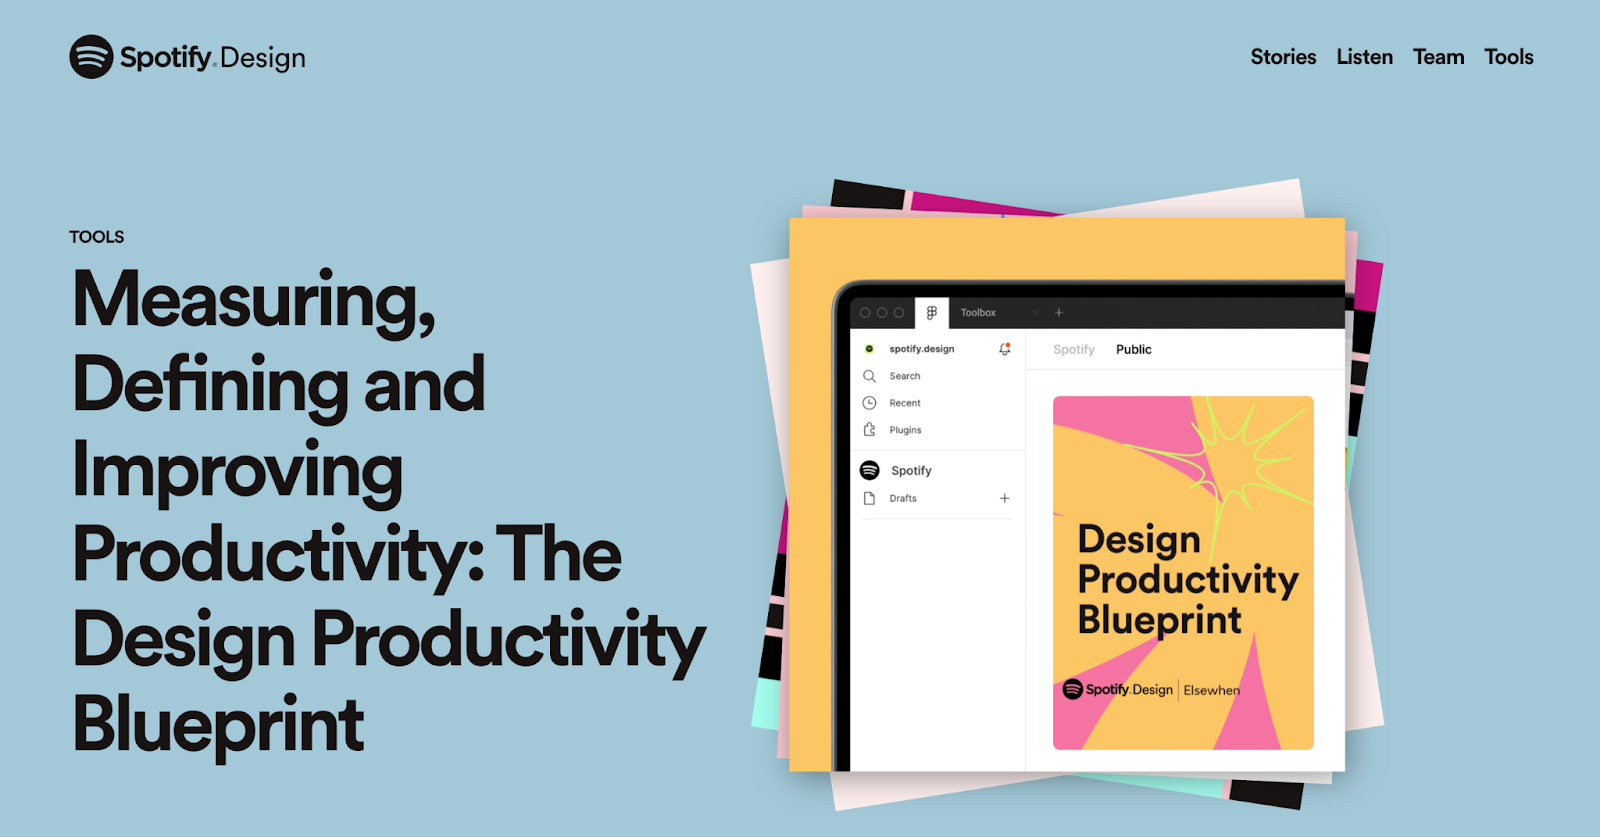 Spotify.Design
Stories Listen Team Tools
TOOLS
Measuring,
Defining and
Improving
Productivity: The
Design Productivity
Blueprint
Toolbox
spotify.design
Search
Recent
Plugins
Spotify
Drafts
Spotify Public
Design
Productivity
Blueprint
Spotify.Design | Elsewhen